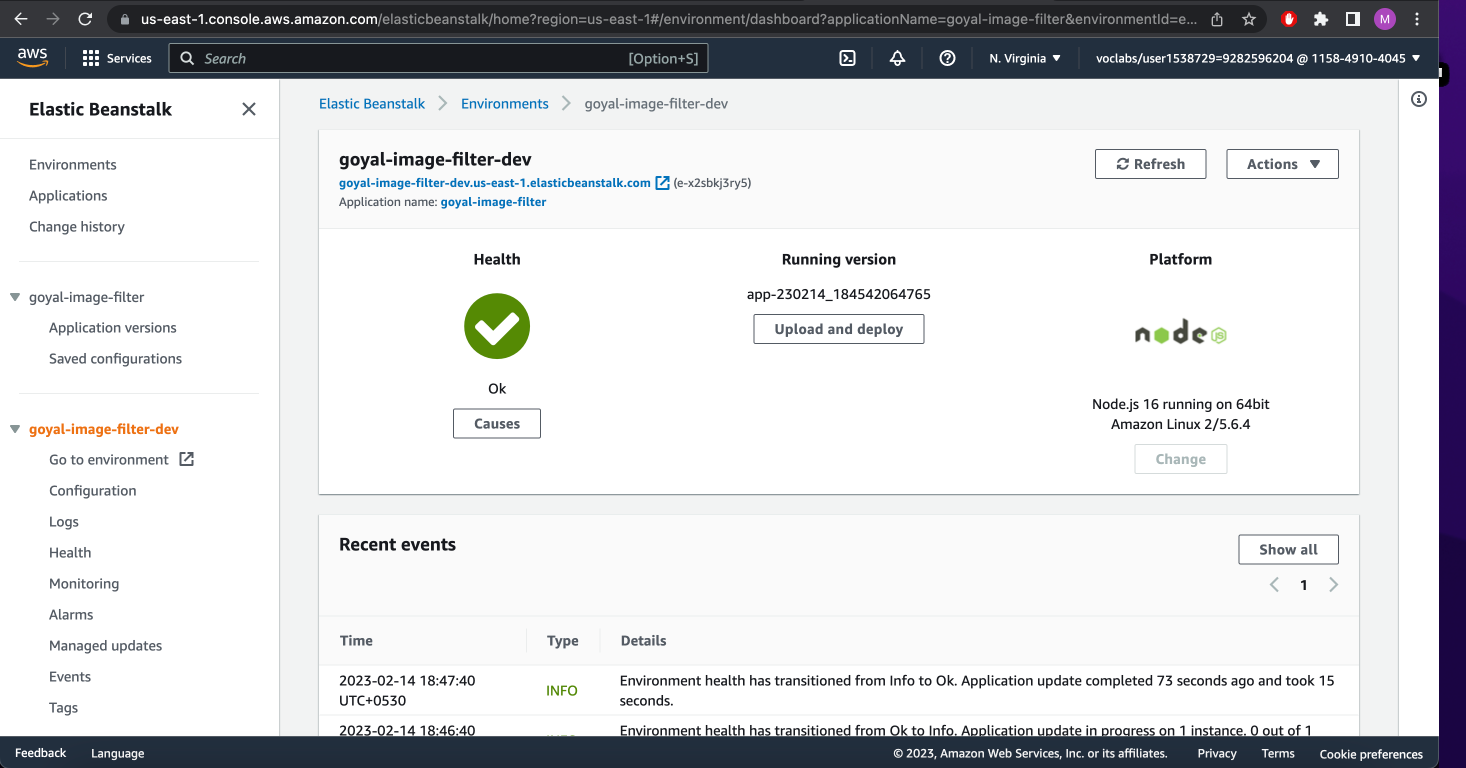 us-east-1.console.aws.amazon.com/elasticbeanstalk/home?region=us-east-1#/environment/dashboard?applicationName=goyal-image-filter&environmentId=e...
M
aws
Services
Search
[Option+S]
N. Virginia
voclabs/user1538729=9282596204 @ 1158-4910-4045
Elastic Beanstalk
Environments
Applications
Change history
goyal-image-filter
Application versions
Saved configurations
goyal-image-filter-dev
Go to environment
Configuration
Logs
Health
Monitoring
Alarms
Managed updates
Events
Tags
Elastic Beanstalk > Environments > goyal-image-filter-dev
goyal-image-filter-dev
goyal-image-filter-dev.us-east-1.elasticbeanstalk.com (e-x2sbkj3ry5)
Application name: goyal-image-filter
Refresh
Actions
Health
Ok
Causes
Running version
app-230214_184542064765
Upload and deploy
Platform
node JS
Node.js 16 running on 64bit
Amazon Linux 2/5.6.4
Change
Recent events
Show all
1
Time Type Details
2023-02-14 18:47:40
UTC+0530
INFO
Environment health has transitioned from Info to Ok. Application update completed 73 seconds ago and took 15
seconds.
2023-02-14 18:46:40
Environment health has transitioned from Ok to Info. Application update in progress on 1 instance. 0 out of 1
Feedback
Language
© 2023, Amazon Web Services, Inc. or its affiliates.
Privacy
Terms
Cookie preferences